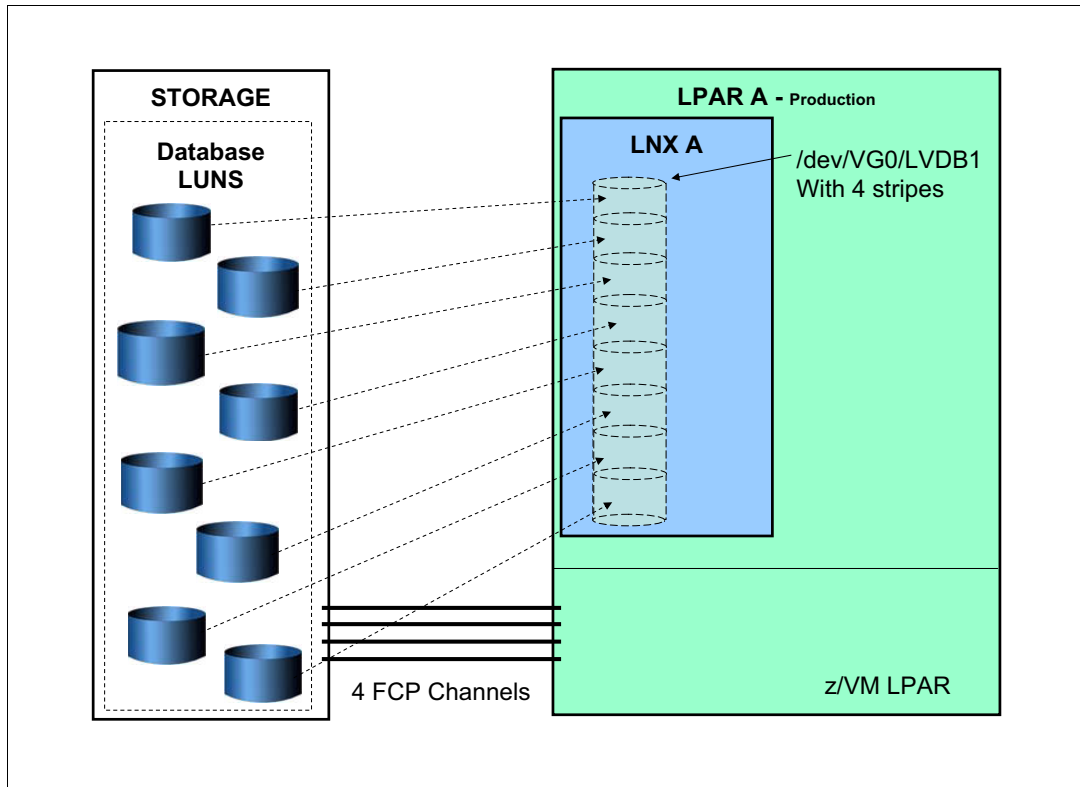 STORAGE
Database
LUNS
LPAR A - Production
LNX A
/dev/VG0/LVDB1
With 4 stripes
4 FCP Channels
z/VM LPAR